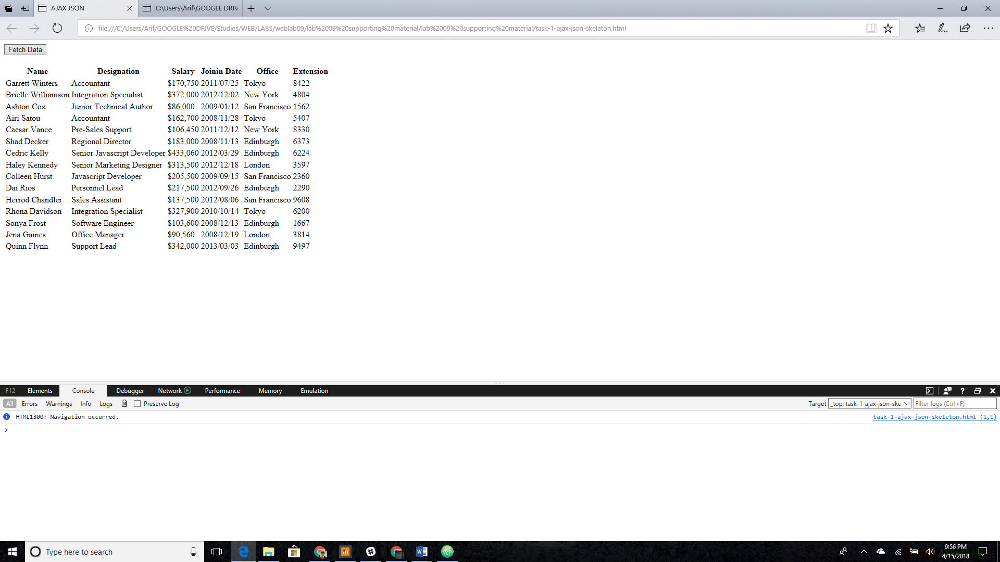 AJAX JSON
C:\Users\Arif\GOOGLE DRIV
file:///C:/Users/Arif/GOOGLE%20DRIVE/Studies/WEB/LABS/weblab09/lab%2009%20supporting%20material/lab%2009%20supporting%20material/task-1-ajax-json-skeleton.html
Fetch Data
Name Designation Salary Joinin Date Office Extension
Garrett Winters Accountant $170,750 2011/07/25 Tokyo 8422
Brielle Williamson Integration Specialist $372,000 2012/12/02 New York 4804
Ashton Cox Junior Technical Author $86,000 2009/01/12 San Francisco 1562
Airi Satou Accountant $162,700 2008/11/28 Tokyo 5407
Caesar Vance Pre-Sales Support $106,450 2011/12/12 New York 8330
Shad Decker Regional Director $183,000 2008/11/13 Edinburgh 6373
Cedric Kelly Senior Javascript Developer $433,060 2012/03/29 Edinburgh 6224
Haley Kennedy Senior Marketing Designer $313,500 2012/12/18 London 3597
Colleen Hurst Javascript Developer $205,500 2009/09/15 San Francisco 2360
Dai Rios Personnel Lead $217,500 2012/09/26 Edinburgh 2290
Herrod Chandler Sales Assistant $137,500 2012/08/06 San Francisco 9608
Rhona Davidson Integration Specialist $327,900 2010/10/14 Tokyo 6200
Sonya Frost Software Engineer $103,600 2008/12/13 Edinburgh 1667
Jena Gaines Office Manager $90,560 2008/12/19 London 3814
Quinn Flynn Support Lead $342,000 2013/03/03 Edinburgh 9497
F12 Elements Console Debugger Network Performance Memory Emulation ?
All Errors Warnings Info Logs Preserve Log Target _top: task-1-ajax-json-ske Filter logs (Ctrl+F)
HTML1300: Navigation occurred. task-1-ajax-json-skeleton.html (1,1)
Type here to search
9:56 PM
4/15/2018